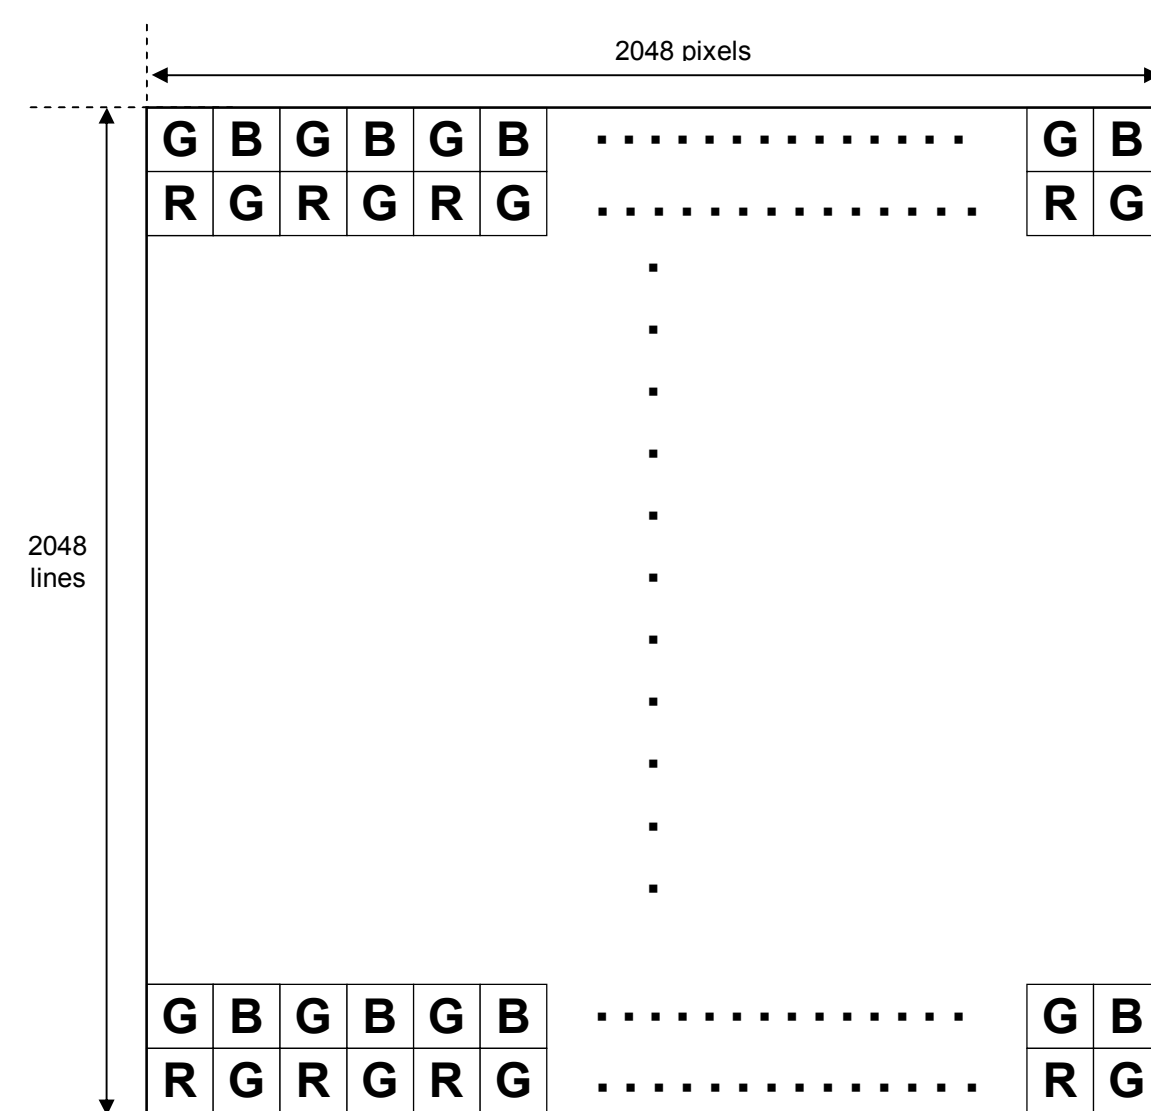 2048 pixels
G B G B G B .............. G B
R G R G R G .............. R G
2048
lines
G B G B G B .............. G B
R G R G R G .............. R G